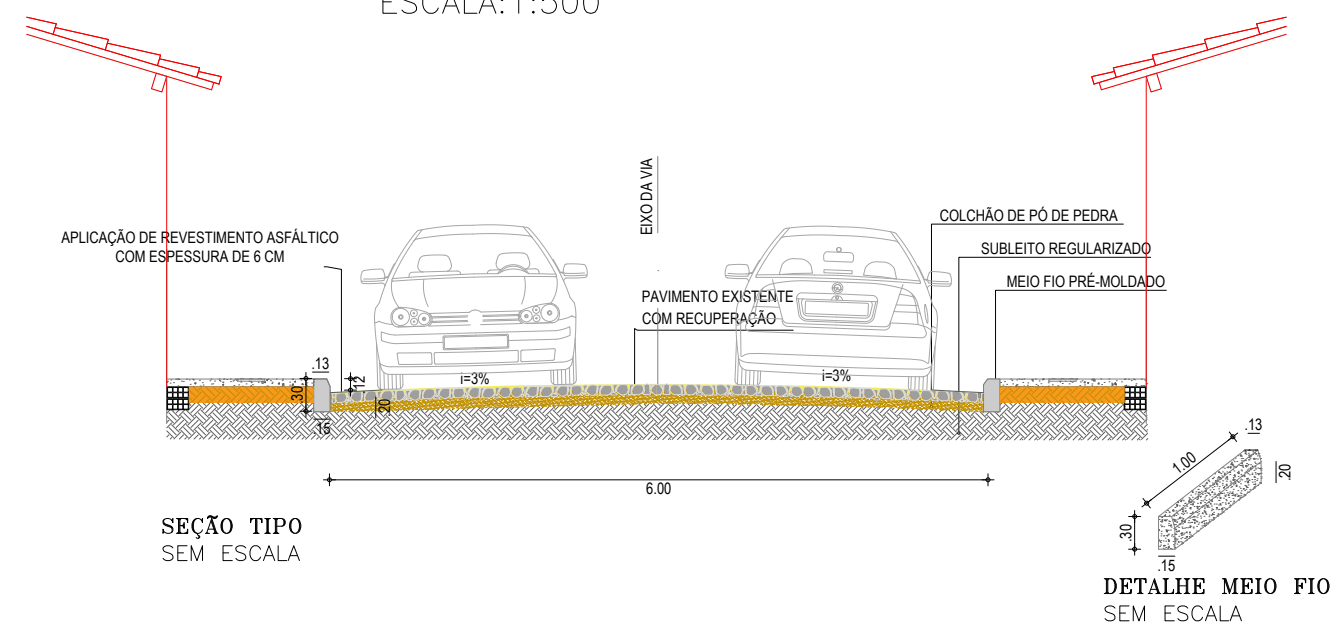 ESCALA:1:500
EIXO DA VIA
APLICAÇÃO DE REVESTIMENTO ASFÁLTICO
COM ESPESSURA DE 6 CM
COLCHÃO DE PÓ DE PEDRA
SUBLEITO REGULARIZADO
MEIO FIO PRÉ-MOLDADO
PAVIMENTO EXISTENTE
COM RECUPERAÇÃO
.13
.12
.30
.15
.20
i=3%
i=3%
6.00
SEÇÃO TIPO
SEM ESCALA
1.00
.13
.20
.30
.15
DETALHE MEIO FIO
SEM ESCALA